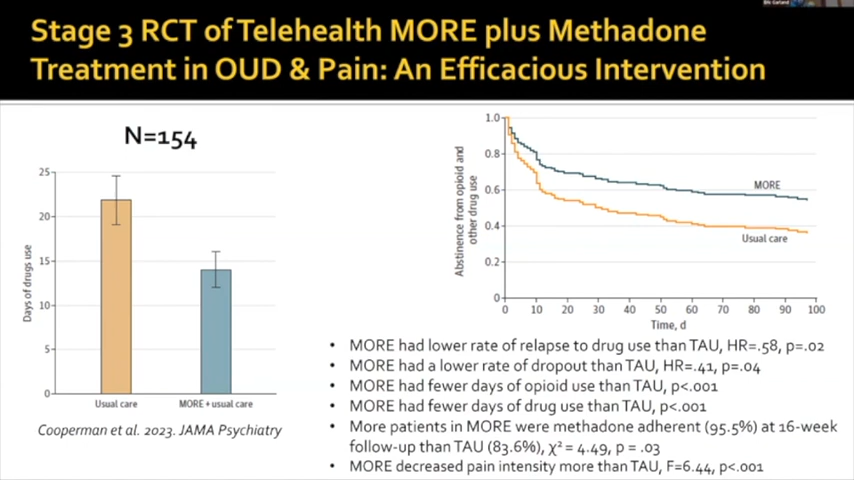 Eric Garland
Stage 3 RCT of Telehealth MORE plus Methadone
Treatment in OUD & Pain: An Efficacious Intervention
N=154
25
20
15
10
5
0
Days of drugs use
Usual care
MORE + usual care
Cooperman et al. 2023. JAMA Psychiatry
1.0
0.8
0.6
0.4
0.2
0
Abstinence from opioid and
other drug use
MORE
Usual care
0 10 20 30 40 50 60 70 80 90 100
Time, d
• MORE had lower rate of relapse to drug use than TAU, HR=.58, p=.02
• MORE had a lower rate of dropout than TAU, HR=.41, p=.04
• MORE had fewer days of opioid use than TAU, p<.001
• MORE had fewer days of drug use than TAU, p<.001
• More patients in MORE were methadone adherent (95.5%) at 16-week
follow-up than TAU (83.6%), χ² = 4.49, p = .03
• MORE decreased pain intensity more than TAU, F=6.44, p<.001